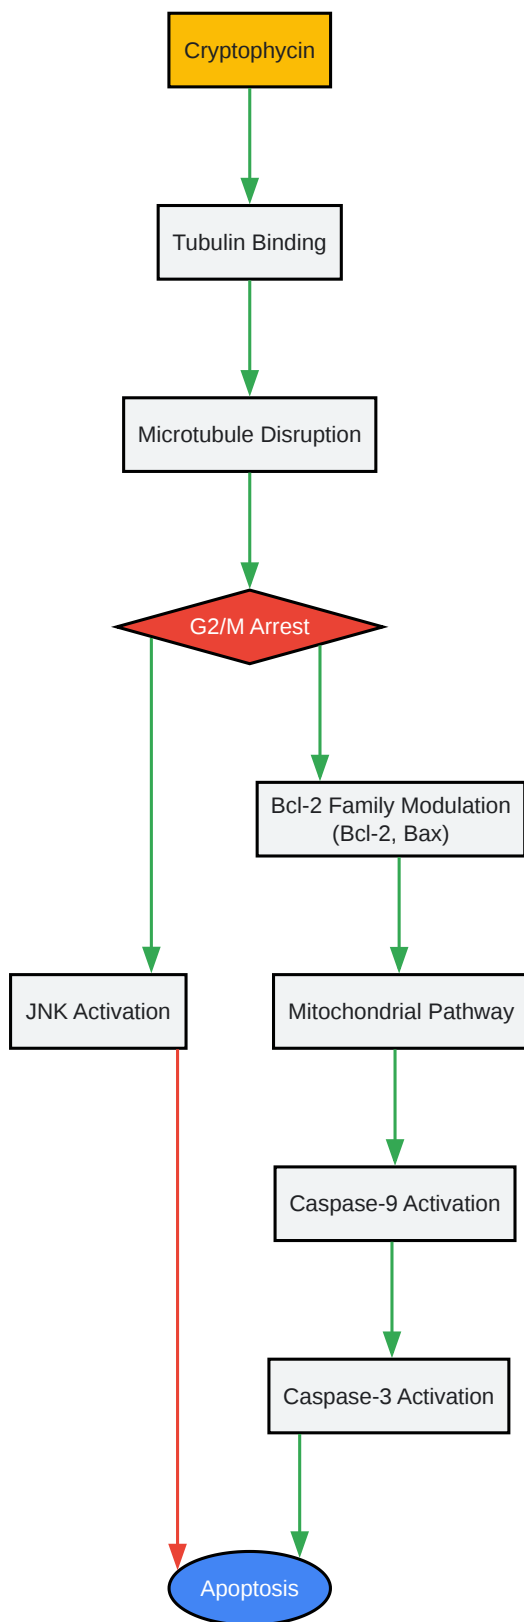 Cryptophycin
Tubulin Binding
Microtubule Disruption
G2/M Arrest
Bcl-2 Family Modulation
(Bcl-2, Bax)
JNK Activation
Mitochondrial Pathway
Caspase-9 Activation
Caspase-3 Activation
Apoptosis